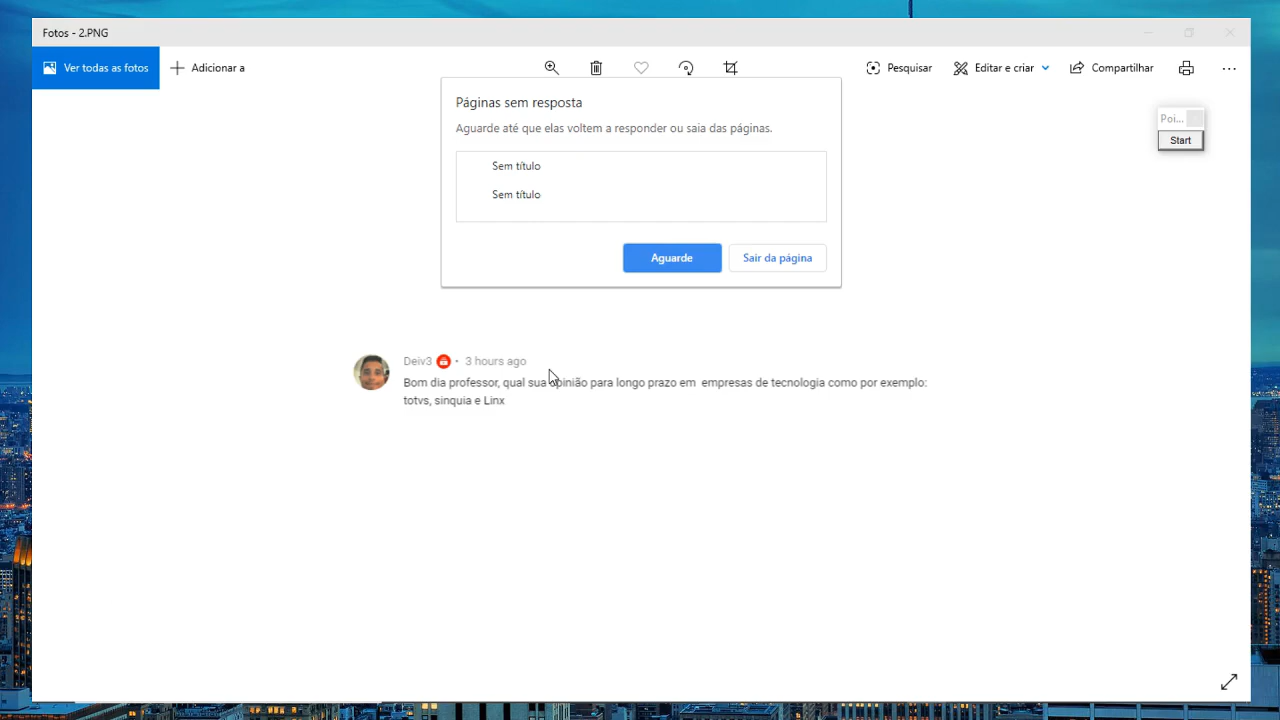 Fotos - 2.PNG
Ver todas as fotos
Adicionar a
Pesquisar
Editar e criar
Compartilhar
Páginas sem resposta
Aguarde até que elas voltem a responder ou saia das páginas.
Sem título
Sem título
Aguarde
Sair da página
Poi...
Start
Deiv3 • 3 hours ago
Bom dia professor, qual sua opinião para longo prazo em empresas de tecnologia como por exemplo:
totvs, sinquia e Linx